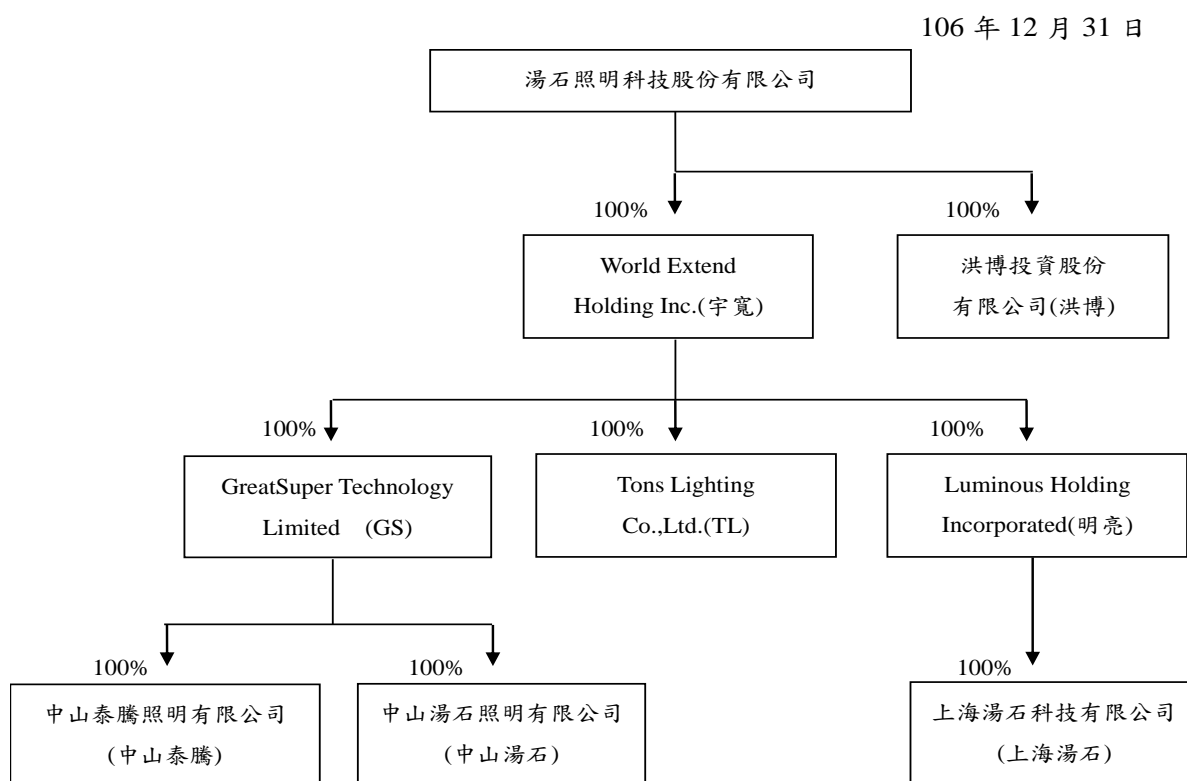 106 年 12 月 31 日
湯石照明科技股份有限公司
100%
100%
World Extend
Holding Inc.(宇寬)
洪博投資股份
有限公司(洪博)
100%
100%
100%
GreatSuper Technology
Limited (GS)
Tons Lighting
Co.,Ltd.(TL)
Luminous Holding
Incorporated(明亮)
100%
100%
100%
中山泰騰照明有限公司
(中山泰騰)
中山湯石照明有限公司
(中山湯石)
上海湯石科技有限公司
(上海湯石)